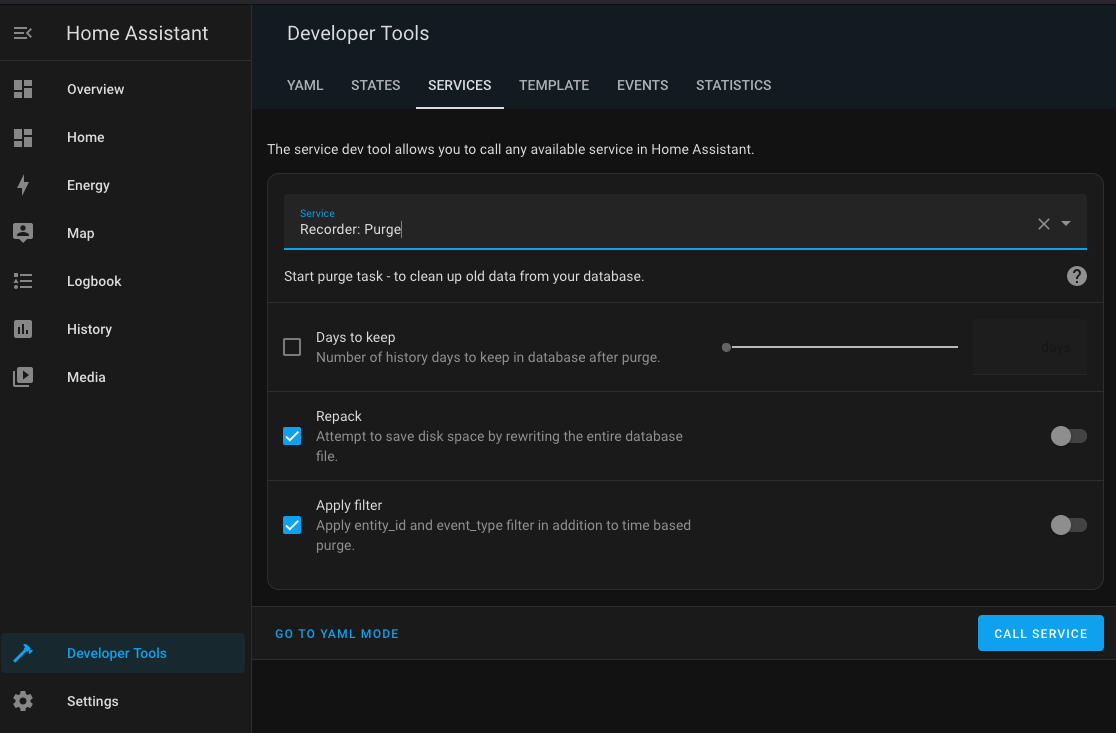 Home Assistant
Overview
Home
Energy
Map
Logbook
History
Media
Developer Tools
Settings
Developer Tools
YAML STATES SERVICES TEMPLATE EVENTS STATISTICS
The service dev tool allows you to call any available service in Home Assistant.
Service
Recorder: Purge
Start purge task - to clean up old data from your database.
Days to keep
Number of history days to keep in database after purge.
days
Repack
Attempt to save disk space by rewriting the entire database
file.
Apply filter
Apply entity_id and event_type filter in addition to time based
purge.
GO TO YAML MODE
CALL SERVICE